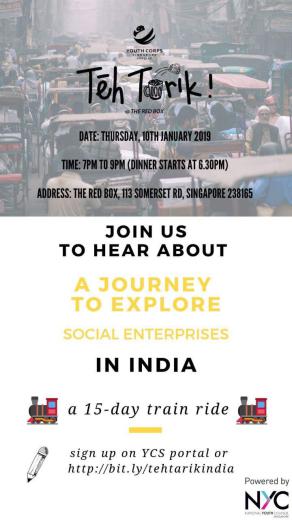 YOUTH CORPS
SINGAPORE
Teh Tarik!
@ THE RED BOX
DATE: THURSDAY, 10TH JANUARY 2019
TIME: 7PM TO 9PM (DINNER STARTS AT 6.30PM)
ADDRESS: THE RED BOX, 113 SOMERSET RD, SINGAPORE 238165
JOIN US
TO HEAR ABOUT
A JOURNEY
TO EXPLORE
SOCIAL ENTERPRISES
IN INDIA
a 15-day train ride
sign up on YCS portal or
http://bit.ly/tehtarikindia
Powered by
NYC
NATIONAL YOUTH COUNCIL